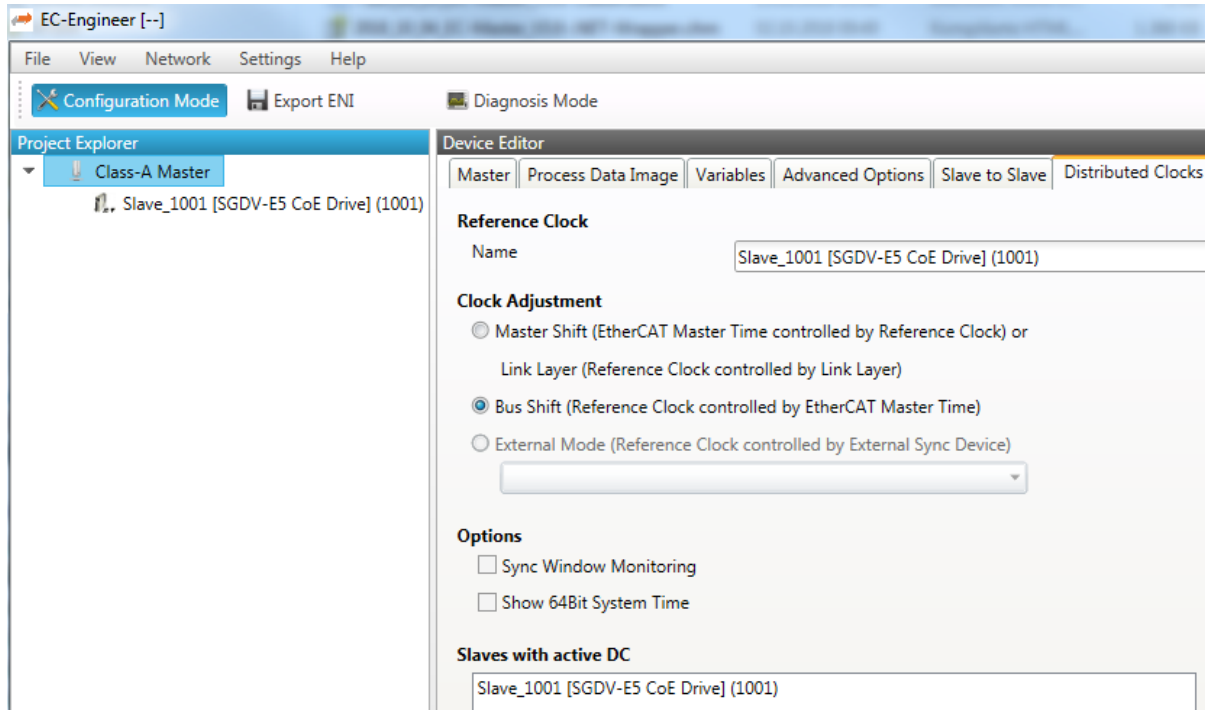 EC-Engineer [--]
File View Network Settings Help
Configuration Mode Export ENI Diagnosis Mode
Project Explorer
Class-A Master
Slave_1001 [SGDV-E5 CoE Drive] (1001)
Device Editor
Master Process Data Image Variables Advanced Options Slave to Slave Distributed Clocks
Reference Clock
Name Slave_1001 [SGDV-E5 CoE Drive] (1001)
Clock Adjustment
Master Shift (EtherCAT Master Time controlled by Reference Clock) or
Link Layer (Reference Clock controlled by Link Layer)
Bus Shift (Reference Clock controlled by EtherCAT Master Time)
External Mode (Reference Clock controlled by External Sync Device)
Options
Sync Window Monitoring
Show 64Bit System Time
Slaves with active DC
Slave_1001 [SGDV-E5 CoE Drive] (1001)